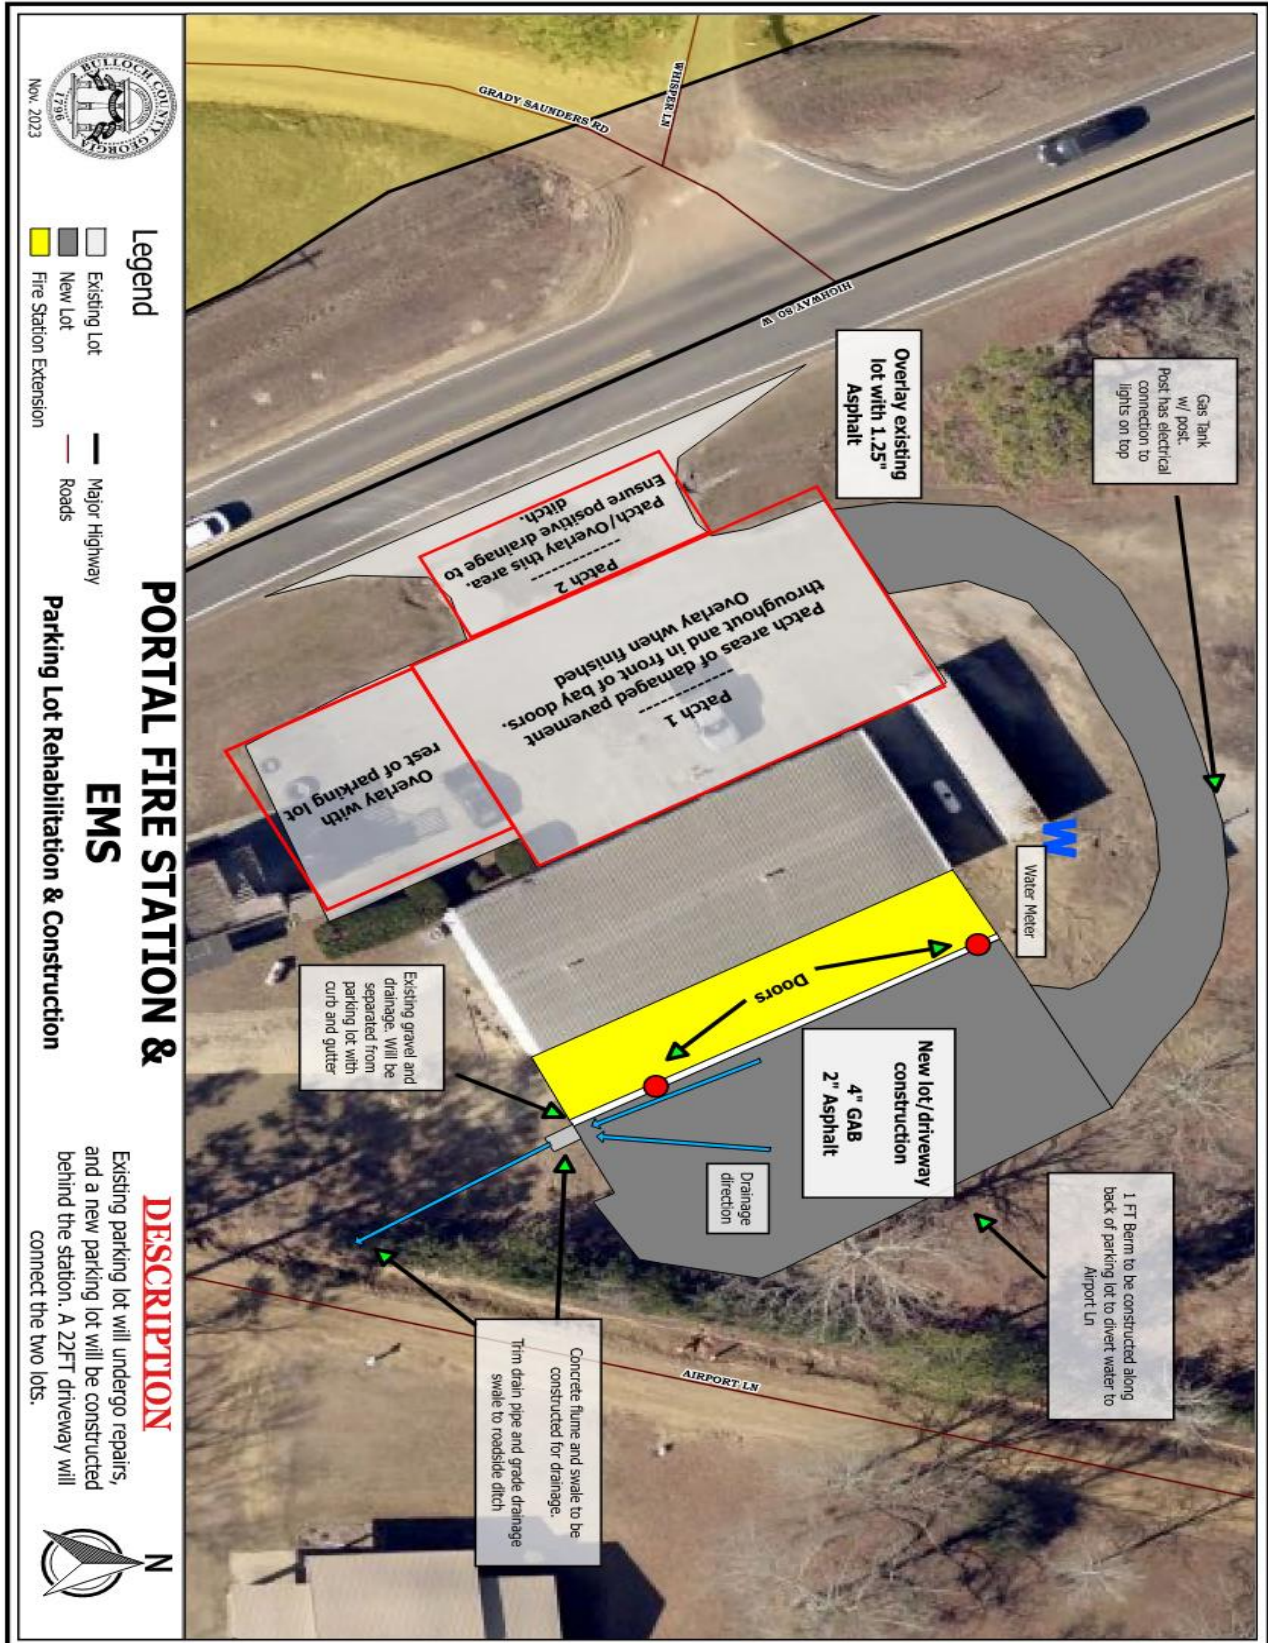 WHISPER LN
GRADY SAUNDERS RD
HIGHWAY 80 W
Gas Tank
w/ post.
Post has electrical
connection to
lights on top
Overlay existing
lot with 1.25"
Asphalt
Patch 2
------------
Patch/Overlay this area.
Ensure positive drainage to
ditch.
Patch 1
-------------
Patch areas of damaged pavement
throughout and in front of bay doors.
Overlay when finished
Overlay with
rest of parking lot
W
Water Meter
Doors
New lot/driveway
construction
4" GAB
2" Asphalt
Existing gravel and
drainage. Will be
separated from
parking lot with
curb and gutter
Drainage
direction
1 FT Berm to be constructed along
back of parking lot to divert water to
Airport Ln
Concrete flume and swale to be
constructed for drainage.
Trim drain pipe and grade drainage
swale to roadside ditch
AIRPORT LN
BULLOCH COUNTY, GEORGIA
1796
Nov. 2023
Legend
Existing Lot
New Lot
Fire Station Extension
Major Highway
Roads
PORTAL FIRE STATION &
EMS
Parking Lot Rehabilitation & Construction
DESCRIPTION
Existing parking lot will undergo repairs,
and a new parking lot will be constructed
behind the station. A 22FT driveway will
connect the two lots.
N